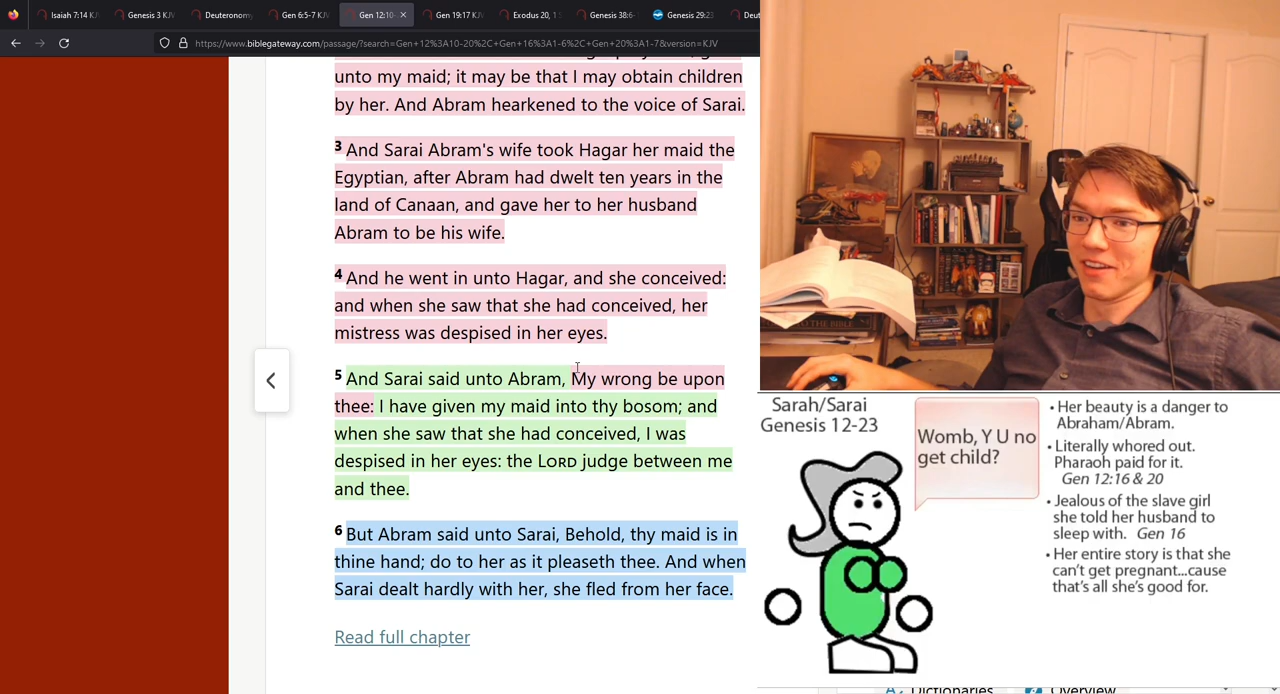 Isaiah 7:14 KJ
Genesis 3 KJV
Deuteronomy
Gen 6:5-7 KJ
Gen 12:10-
Gen 19:17 KJ
Exodus 20, 1
Genesis 38:6-
Genesis 29:23
Deut
https://www.biblegateway.com/passage/?search=Gen+12%3A10-20%2C+Gen+16%3A1-6%2C+Gen+20%3A1-7&version=KJV
unto my maid; it may be that I may obtain children
by her. And Abram hearkened to the voice of Sarai.
3 And Sarai Abram's wife took Hagar her maid the
Egyptian, after Abram had dwelt ten years in the
land of Canaan, and gave her to her husband
Abram to be his wife.
4 And he went in unto Hagar, and she conceived:
and when she saw that she had conceived, her
mistress was despised in her eyes.
5 And Sarai said unto Abram, My wrong be upon
thee: I have given my maid into thy bosom; and
when she saw that she had conceived, I was
despised in her eyes: the LORD judge between me
and thee.
6 But Abram said unto Sarai, Behold, thy maid is in
thine hand; do to her as it pleaseth thee. And when
Sarai dealt hardly with her, she fled from her face.
Read full chapter
Sarah/Sarai
Genesis 12-23
Womb, Y U no
get child?
• Her beauty is a danger to
Abraham/Abram.
• Literally whored out.
Pharaoh paid for it.
Gen 12:16 & 20
• Jealous of the slave girl
she told her husband to
sleep with. Gen 16
• Her entire story is that she
can't get pregnant...cause
that's all she's good for.
Dictionaries
Overview